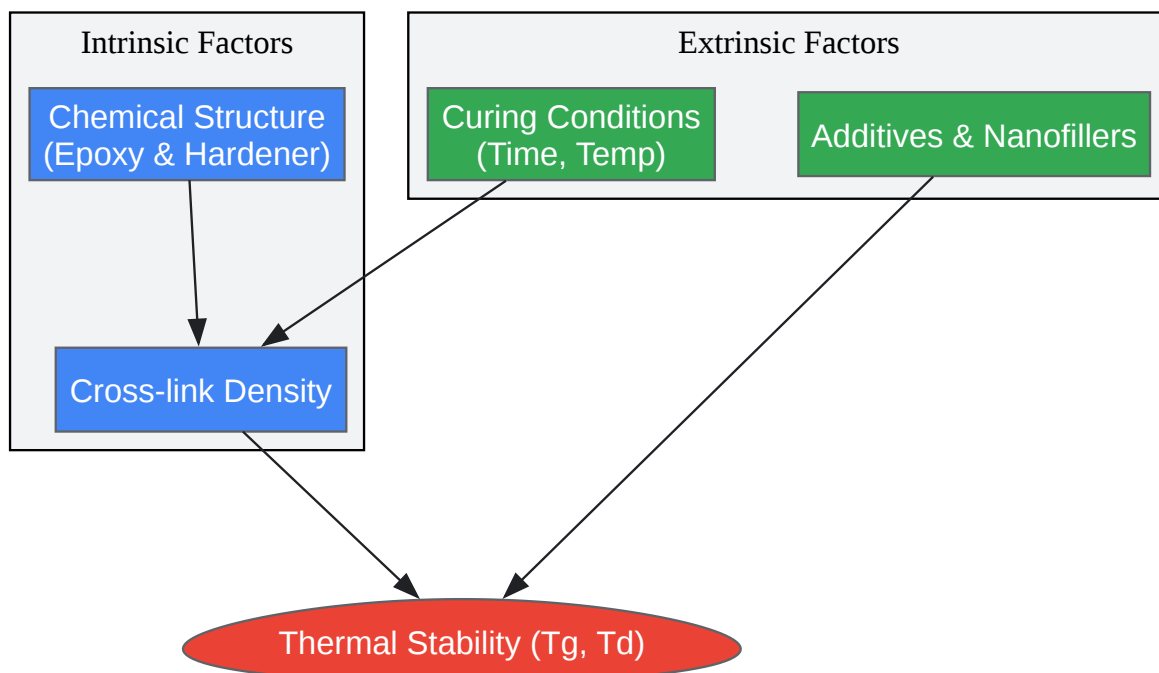 Intrinsic Factors
Extrinsic Factors
Chemical Structure
(Epoxy & Hardener)
Curing Conditions
(Time, Temp)
Additives & Nanofillers
Cross-link Density
Thermal Stability (Tg, Td)